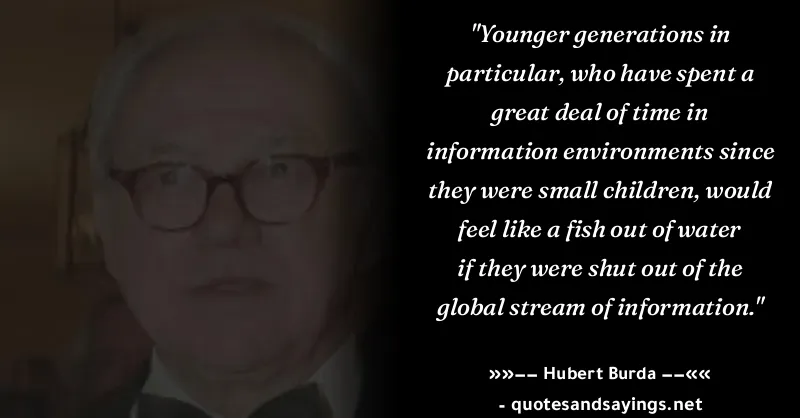 "Younger generations in
particular, who have spent a
great deal of time in
information environments since
they were small children, would
feel like a fish out of water
if they were shut out of the
global stream of information."
»»–– Hubert Burda ––««
- quotesandsayings.net